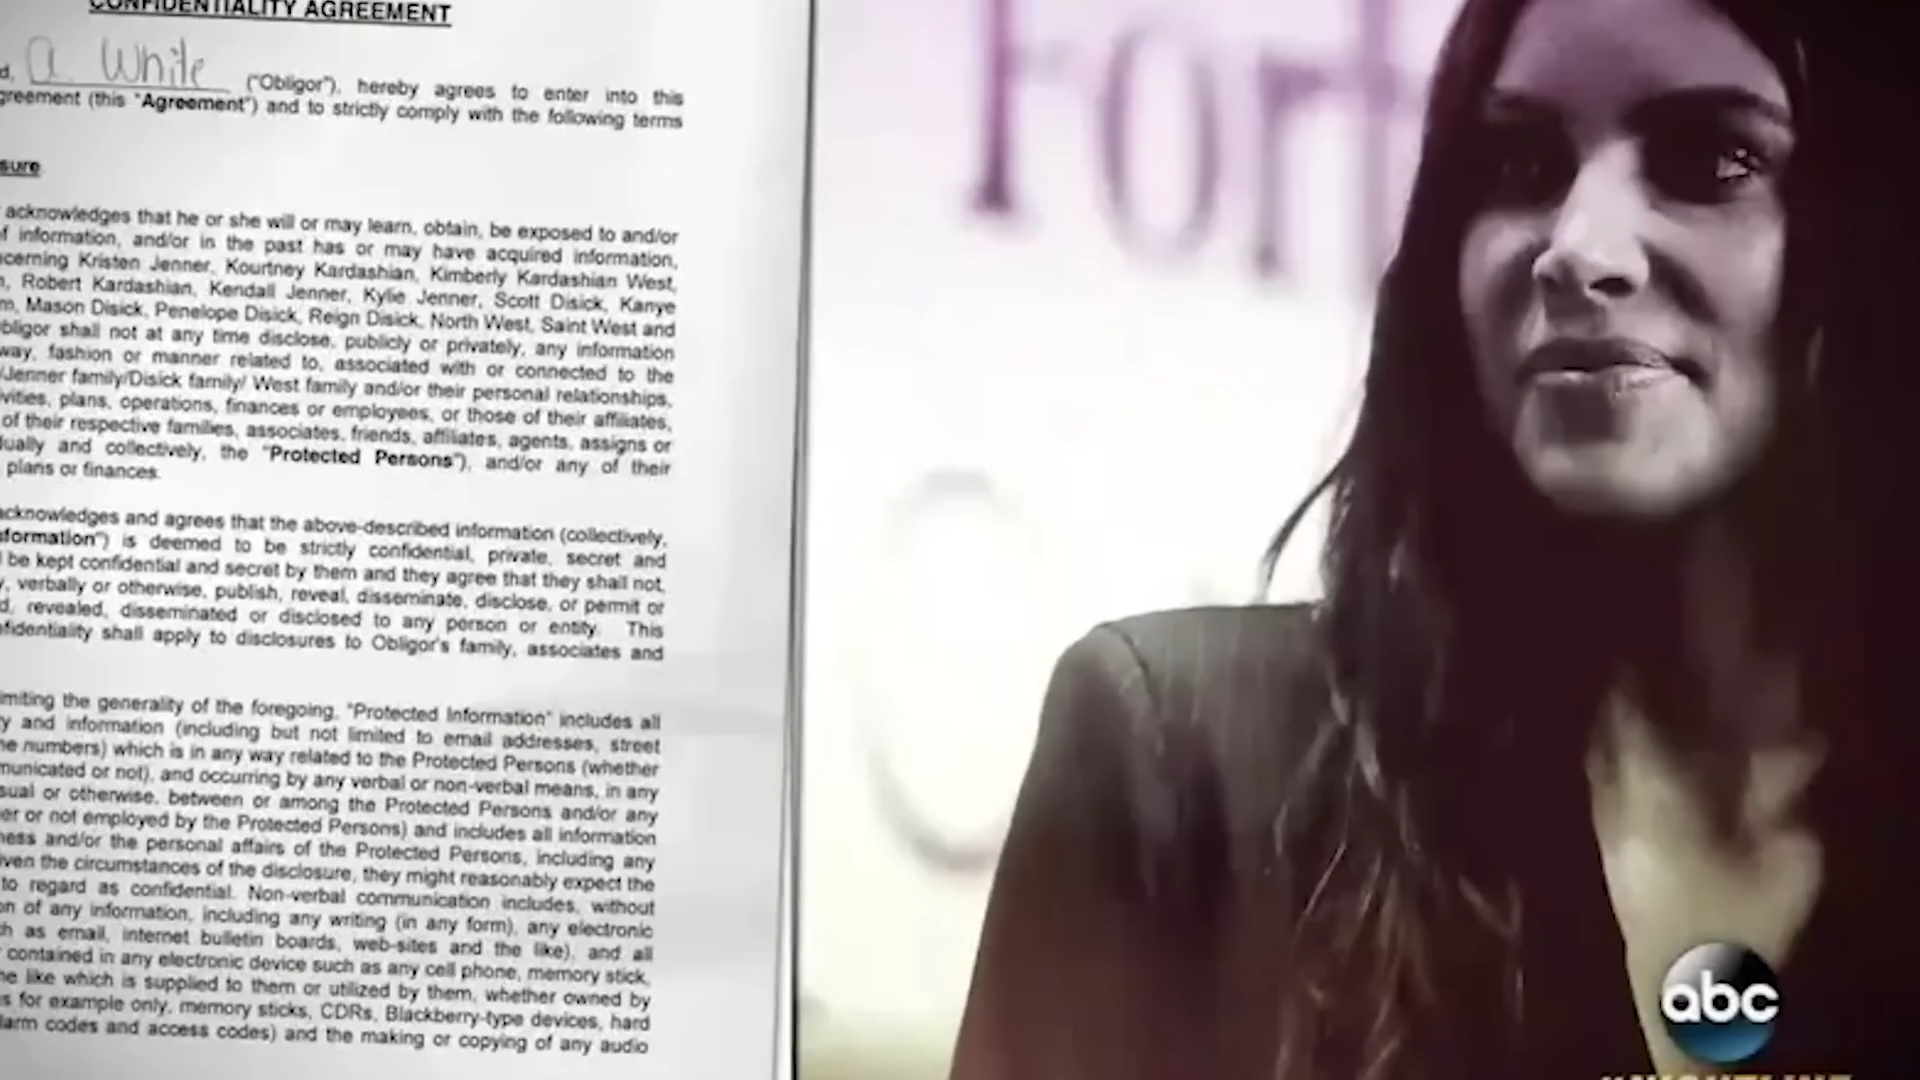 CONFIDENTIALITY AGREEMENT
d, A. White ("Obligor"), hereby agrees to enter into this
greement (this "Agreement") and to strictly comply with the following terms
sure
acknowledges that he or she will or may learn, obtain, be exposed to and/or
f information, and/or in the past has or may have acquired information,
ncerning Kristen Jenner, Kourtney Kardashian, Kimberly Kardashian West,
n, Robert Kardashian, Kendall Jenner, Kylie Jenner, Scott Disick, Kanye
m, Mason Disick, Penelope Disick, Reign Disick, North West, Saint West and
bligor shall not at any time disclose, publicly or privately, any information
way, fashion or manner related to, associated with or connected to the
/Jenner family/Disick family/ West family and/or their personal relationships,
vities, plans, operations, finances or employees, or those of their affiliates,
of their respective families, associates, friends, affiliates, agents, assigns or
dually and collectively, the "Protected Persons"), and/or any of their
plans or finances.
acknowledges and agrees that the above-described information (collectively,
nformation") is deemed to be strictly confidential, private, secret and
l be kept confidential and secret by them and they agree that they shall not,
y, verbally or otherwise, publish, reveal, disseminate, disclose, or permit or
d, revealed, disseminated or disclosed to any person or entity. This
nfidentiality shall apply to disclosures to Obligor's family, associates and
imiting the generality of the foregoing, "Protected Information" includes all
y and information (including but not limited to email addresses, street
ne numbers) which is in any way related to the Protected Persons (whether
municated or not), and occurring by any verbal or non-verbal means, in any
sual or otherwise, between or among the Protected Persons and/or any
er or not employed by the Protected Persons) and includes all information
ness and/or the personal affairs of the Protected Persons, including any
iven the circumstances of the disclosure, they might reasonably expect the
to regard as confidential. Non-verbal communication includes, without
on of any information, including any writing (in any form), any electronic
ch as email, internet bulletin boards, web-sites and the like), and all
contained in any electronic device such as any cell phone, memory stick,
he like which is supplied to them or utilized by them, whether owned by
s for example only, memory sticks, CDRs, Blackberry-type devices, hard
larm codes and access codes) and the making or copying of any audio
For
abc